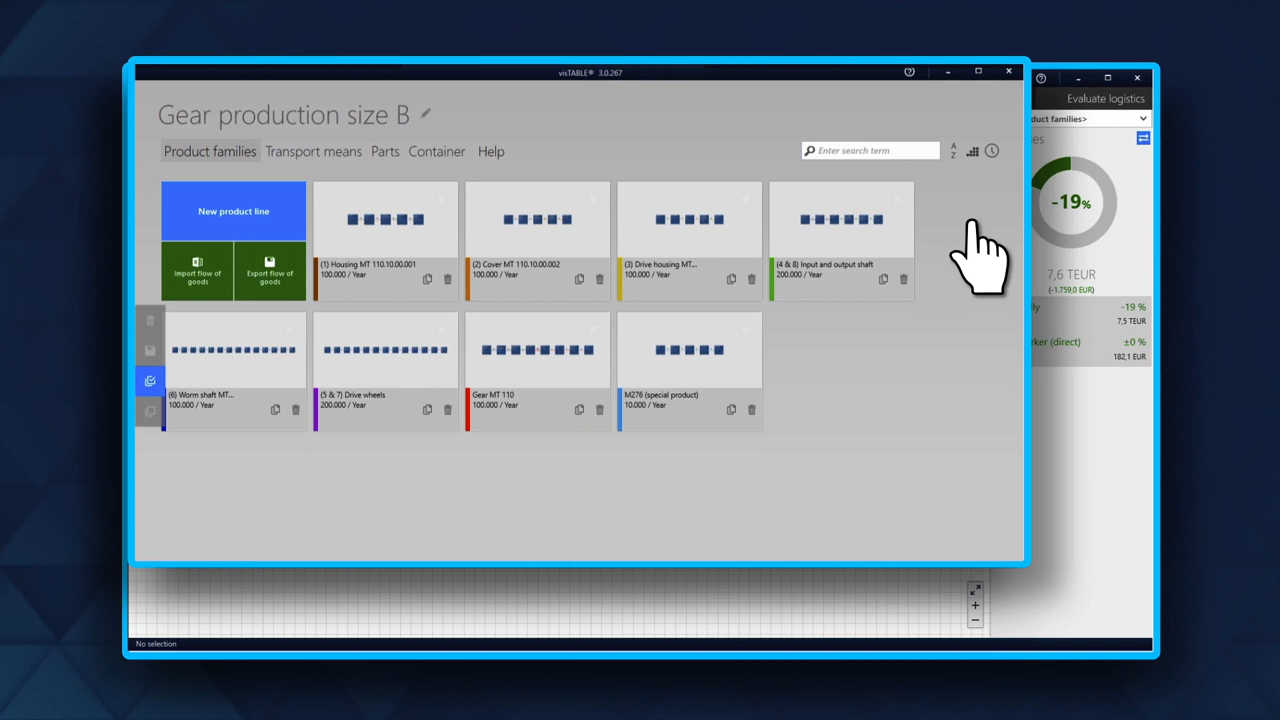 visTABLE® 3.0.267
Gear production size B
Evaluate logistics
Product families Transport means Parts Container Help
Enter search term
A
Z
duct families>
es
-19%
7,6 TEUR
(-1.759,0 EUR)
ly -19 %
7,5 TEUR
rker (direct) ±0 %
182,1 EUR
New product line
Import flow of
goods
Export flow of
goods
(1) Housing MT 110.10.00.001
100.000 / Year
(2) Cover MT 110.10.00.002
100.000 / Year
(3) Drive housing MT...
100.000 / Year
(4 & 8) Input and output shaft
200.000 / Year
(6) Worm shaft MT...
100.000 / Year
(5 & 7) Drive wheels
200.000 / Year
Gear MT 110
100.000 / Year
M276 (special product)
10.000 / Year
No selection